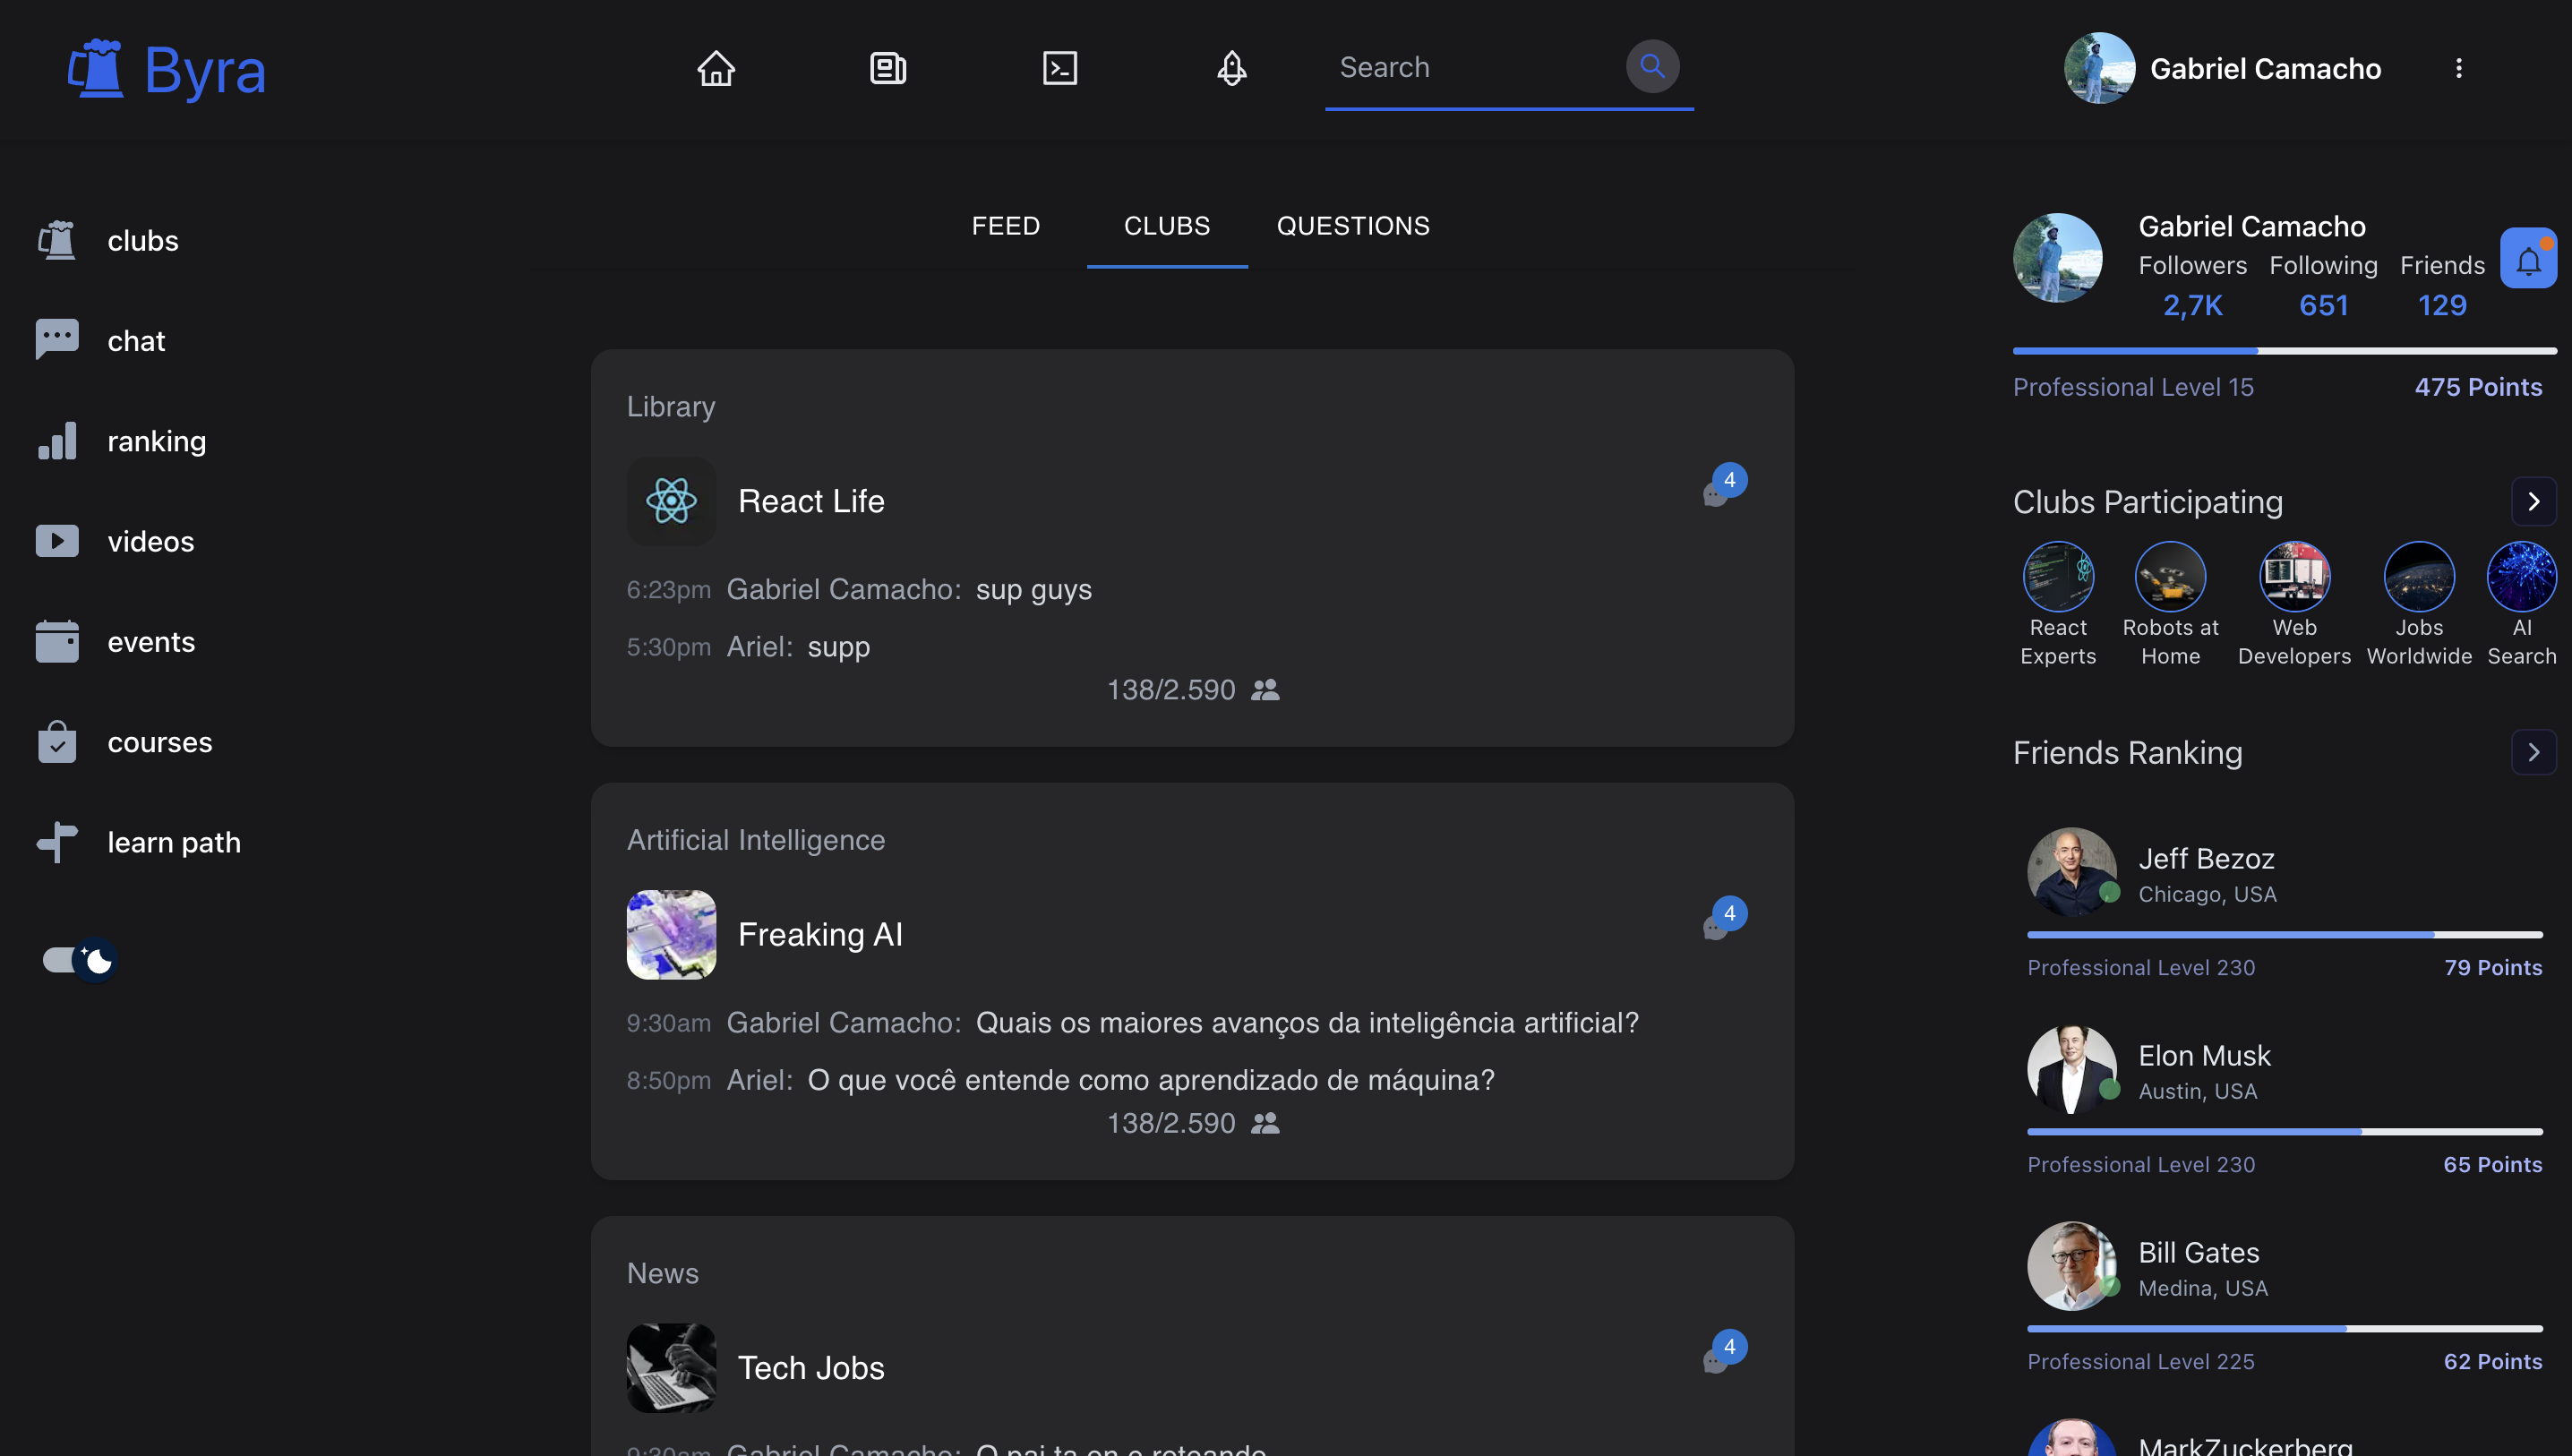 Byra
Search
Gabriel Camacho
clubs
chat
ranking
videos
events
courses
learn path
FEED CLUBS QUESTIONS
Library
React Life
4
6:23pm Gabriel Camacho: sup guys
5:30pm Ariel: supp
138/2.590
Artificial Intelligence
Freaking AI
4
9:30am Gabriel Camacho: Quais os maiores avanços da inteligência artificial?
8:50pm Ariel: O que você entende como aprendizado de máquina?
138/2.590
News
Tech Jobs
4
9:30am Gabriel Camacho: O pai ta on e roteando
Gabriel Camacho
Followers Following Friends
2,7K 651 129
Professional Level 15 475 Points
Clubs Participating
React Experts
Robots at Home
Web Developers
Jobs Worldwide
AI Search
Friends Ranking
Jeff Bezoz
Chicago, USA
Professional Level 230 79 Points
Elon Musk
Austin, USA
Professional Level 230 65 Points
Bill Gates
Medina, USA
Professional Level 225 62 Points
MarkZuckerberg